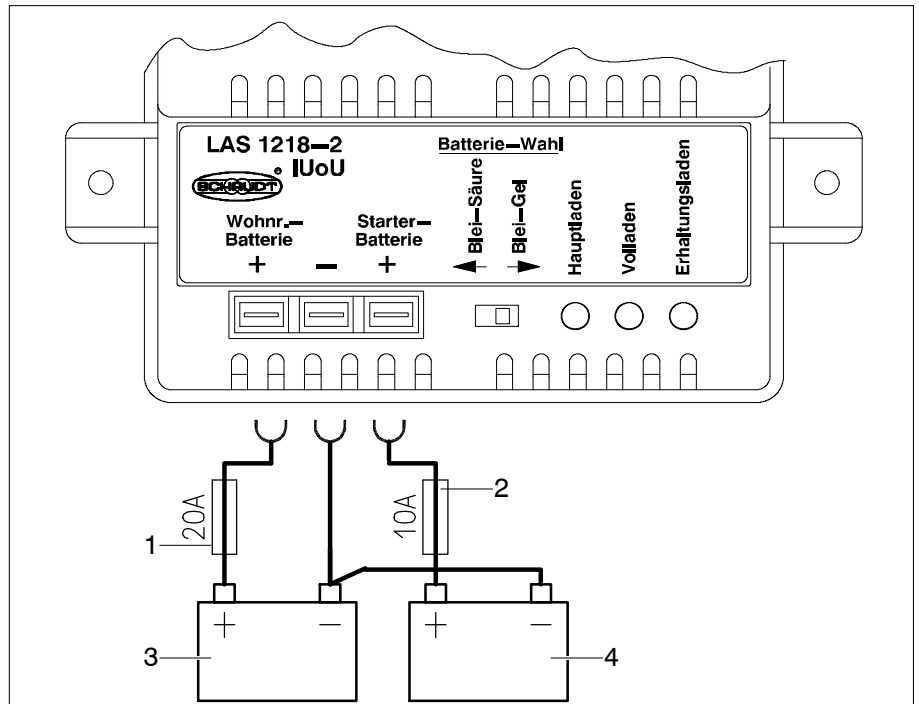 LAS 1218–2
IUoU
SCHAUDT
®
Wohnr.–
Batterie
+
–
Starter–
Batterie
+
Batterie–Wahl
Blei–Säure
Blei–Gel
Hauptladen
Volladen
Erhaltungsladen
20A
10A
1
2
+
–
+
–
3
4